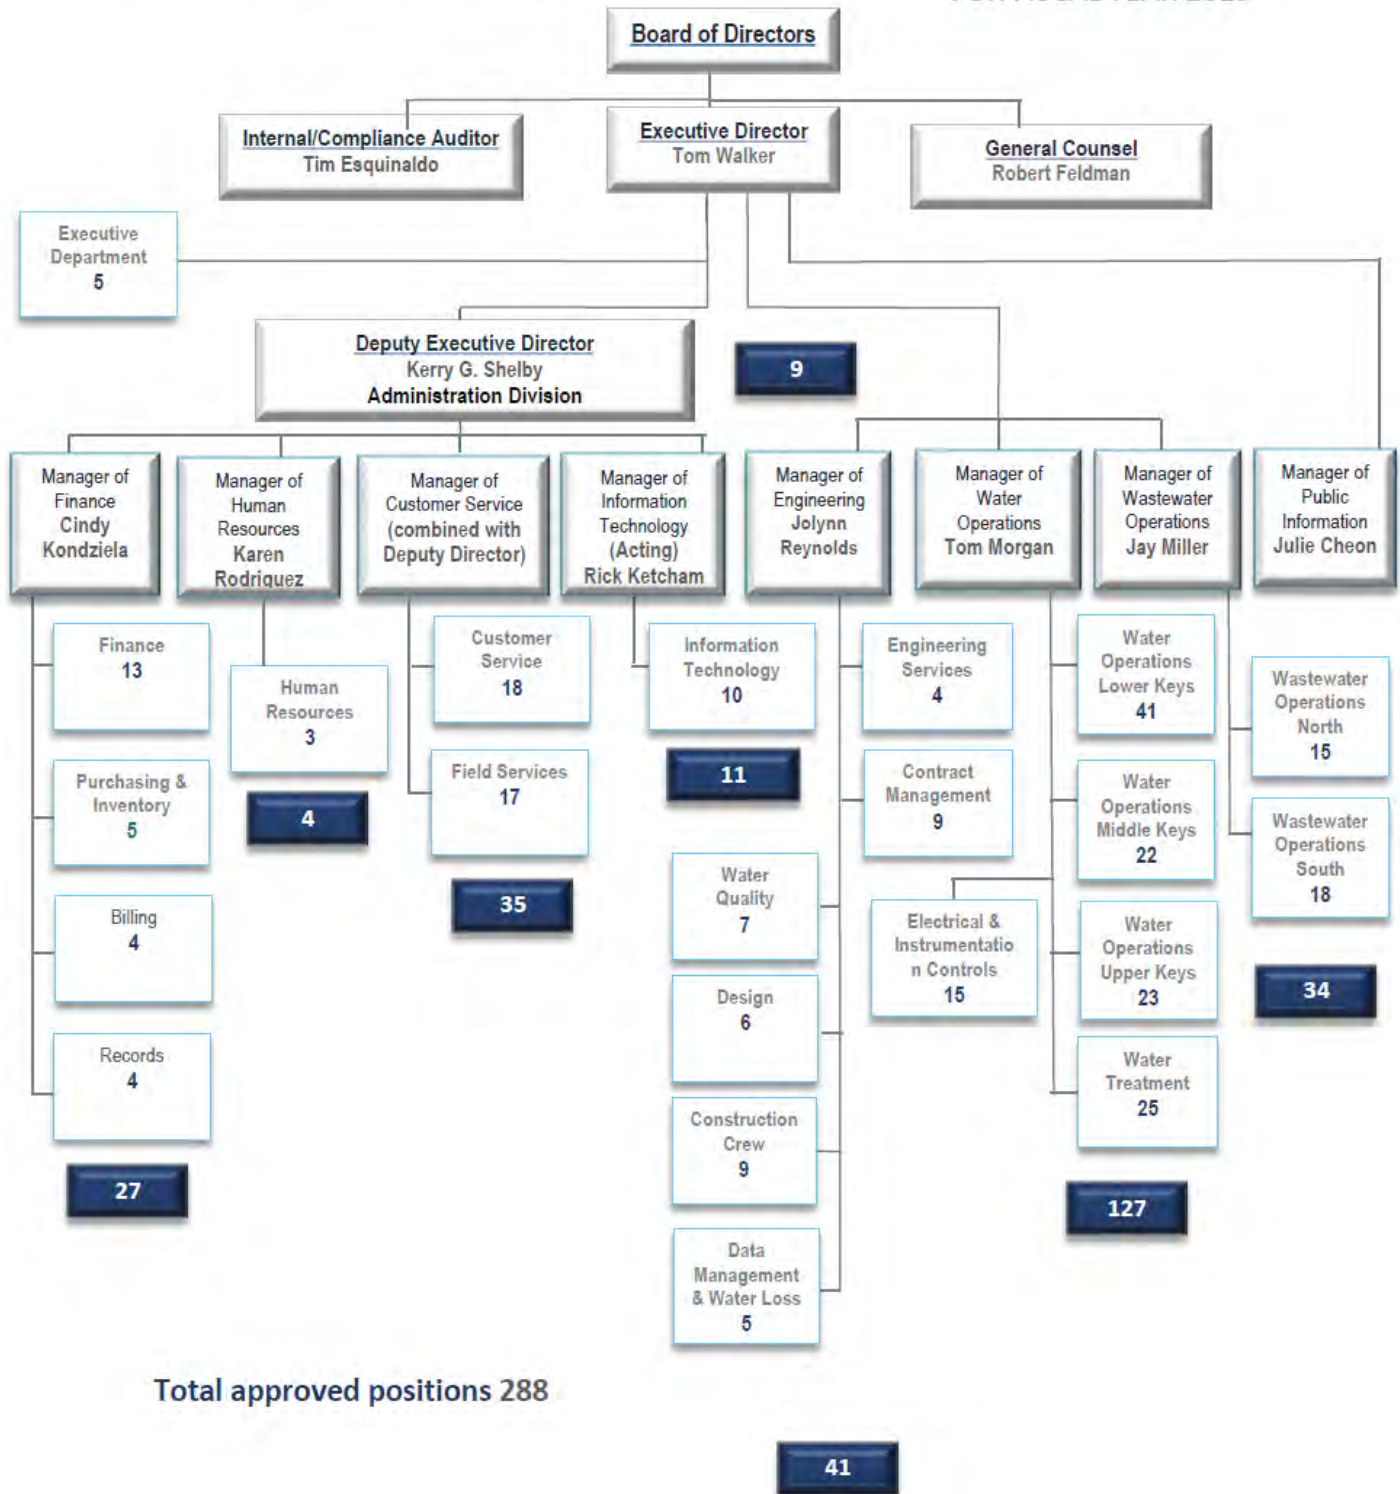 Board of Directors
Internal/Compliance Auditor
Tim Esquinaldo
Executive Director
Tom Walker
General Counsel
Robert Feldman
Executive
Department
5
Deputy Executive Director
Kerry G. Shelby
Administration Division
9
Manager of
Finance
Cindy
Kondziela
Manager of
Human
Resources
Karen
Rodriguez
Manager of
Customer Service
(combined with
Deputy Director)
Manager of
Information
Technology
(Acting)
Rick Ketcham
Manager of
Engineering
Jolynn
Reynolds
Manager of
Water
Operations
Tom Morgan
Manager of
Wastewater
Operations
Jay Miller
Manager of
Public
Information
Julie Cheon
Finance
13
Purchasing &
Inventory
5
Billing
4
Records
4
27
Human
Resources
3
4
Customer
Service
18
Field Services
17
35
Information
Technology
10
11
Engineering
Services
4
Contract
Management
9
Water
Quality
7
Design
6
Construction
Crew
9
Data
Management
& Water Loss
5
Water
Operations
Lower Keys
41
Water
Operations
Middle Keys
22
Electrical &
Instrumentatio
n Controls
15
Water
Operations
Upper Keys
23
Water
Treatment
25
127
Wastewater
Operations
North
15
Wastewater
Operations
South
18
34
Total approved positions 288
41